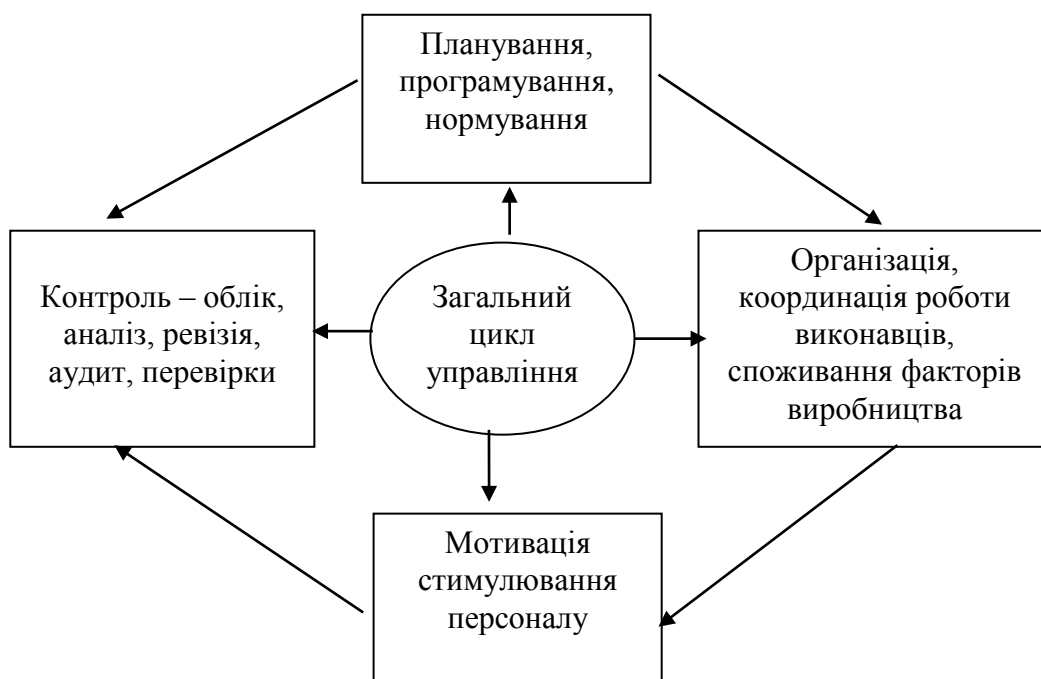 Планування,
програмування,
нормування
Контроль – облік,
аналіз, ревізія,
аудит, перевірки
Загальний
цикл
управління
Організація,
координація роботи
виконавців,
споживання факторів
виробництва
Мотивація
стимулювання
персоналу